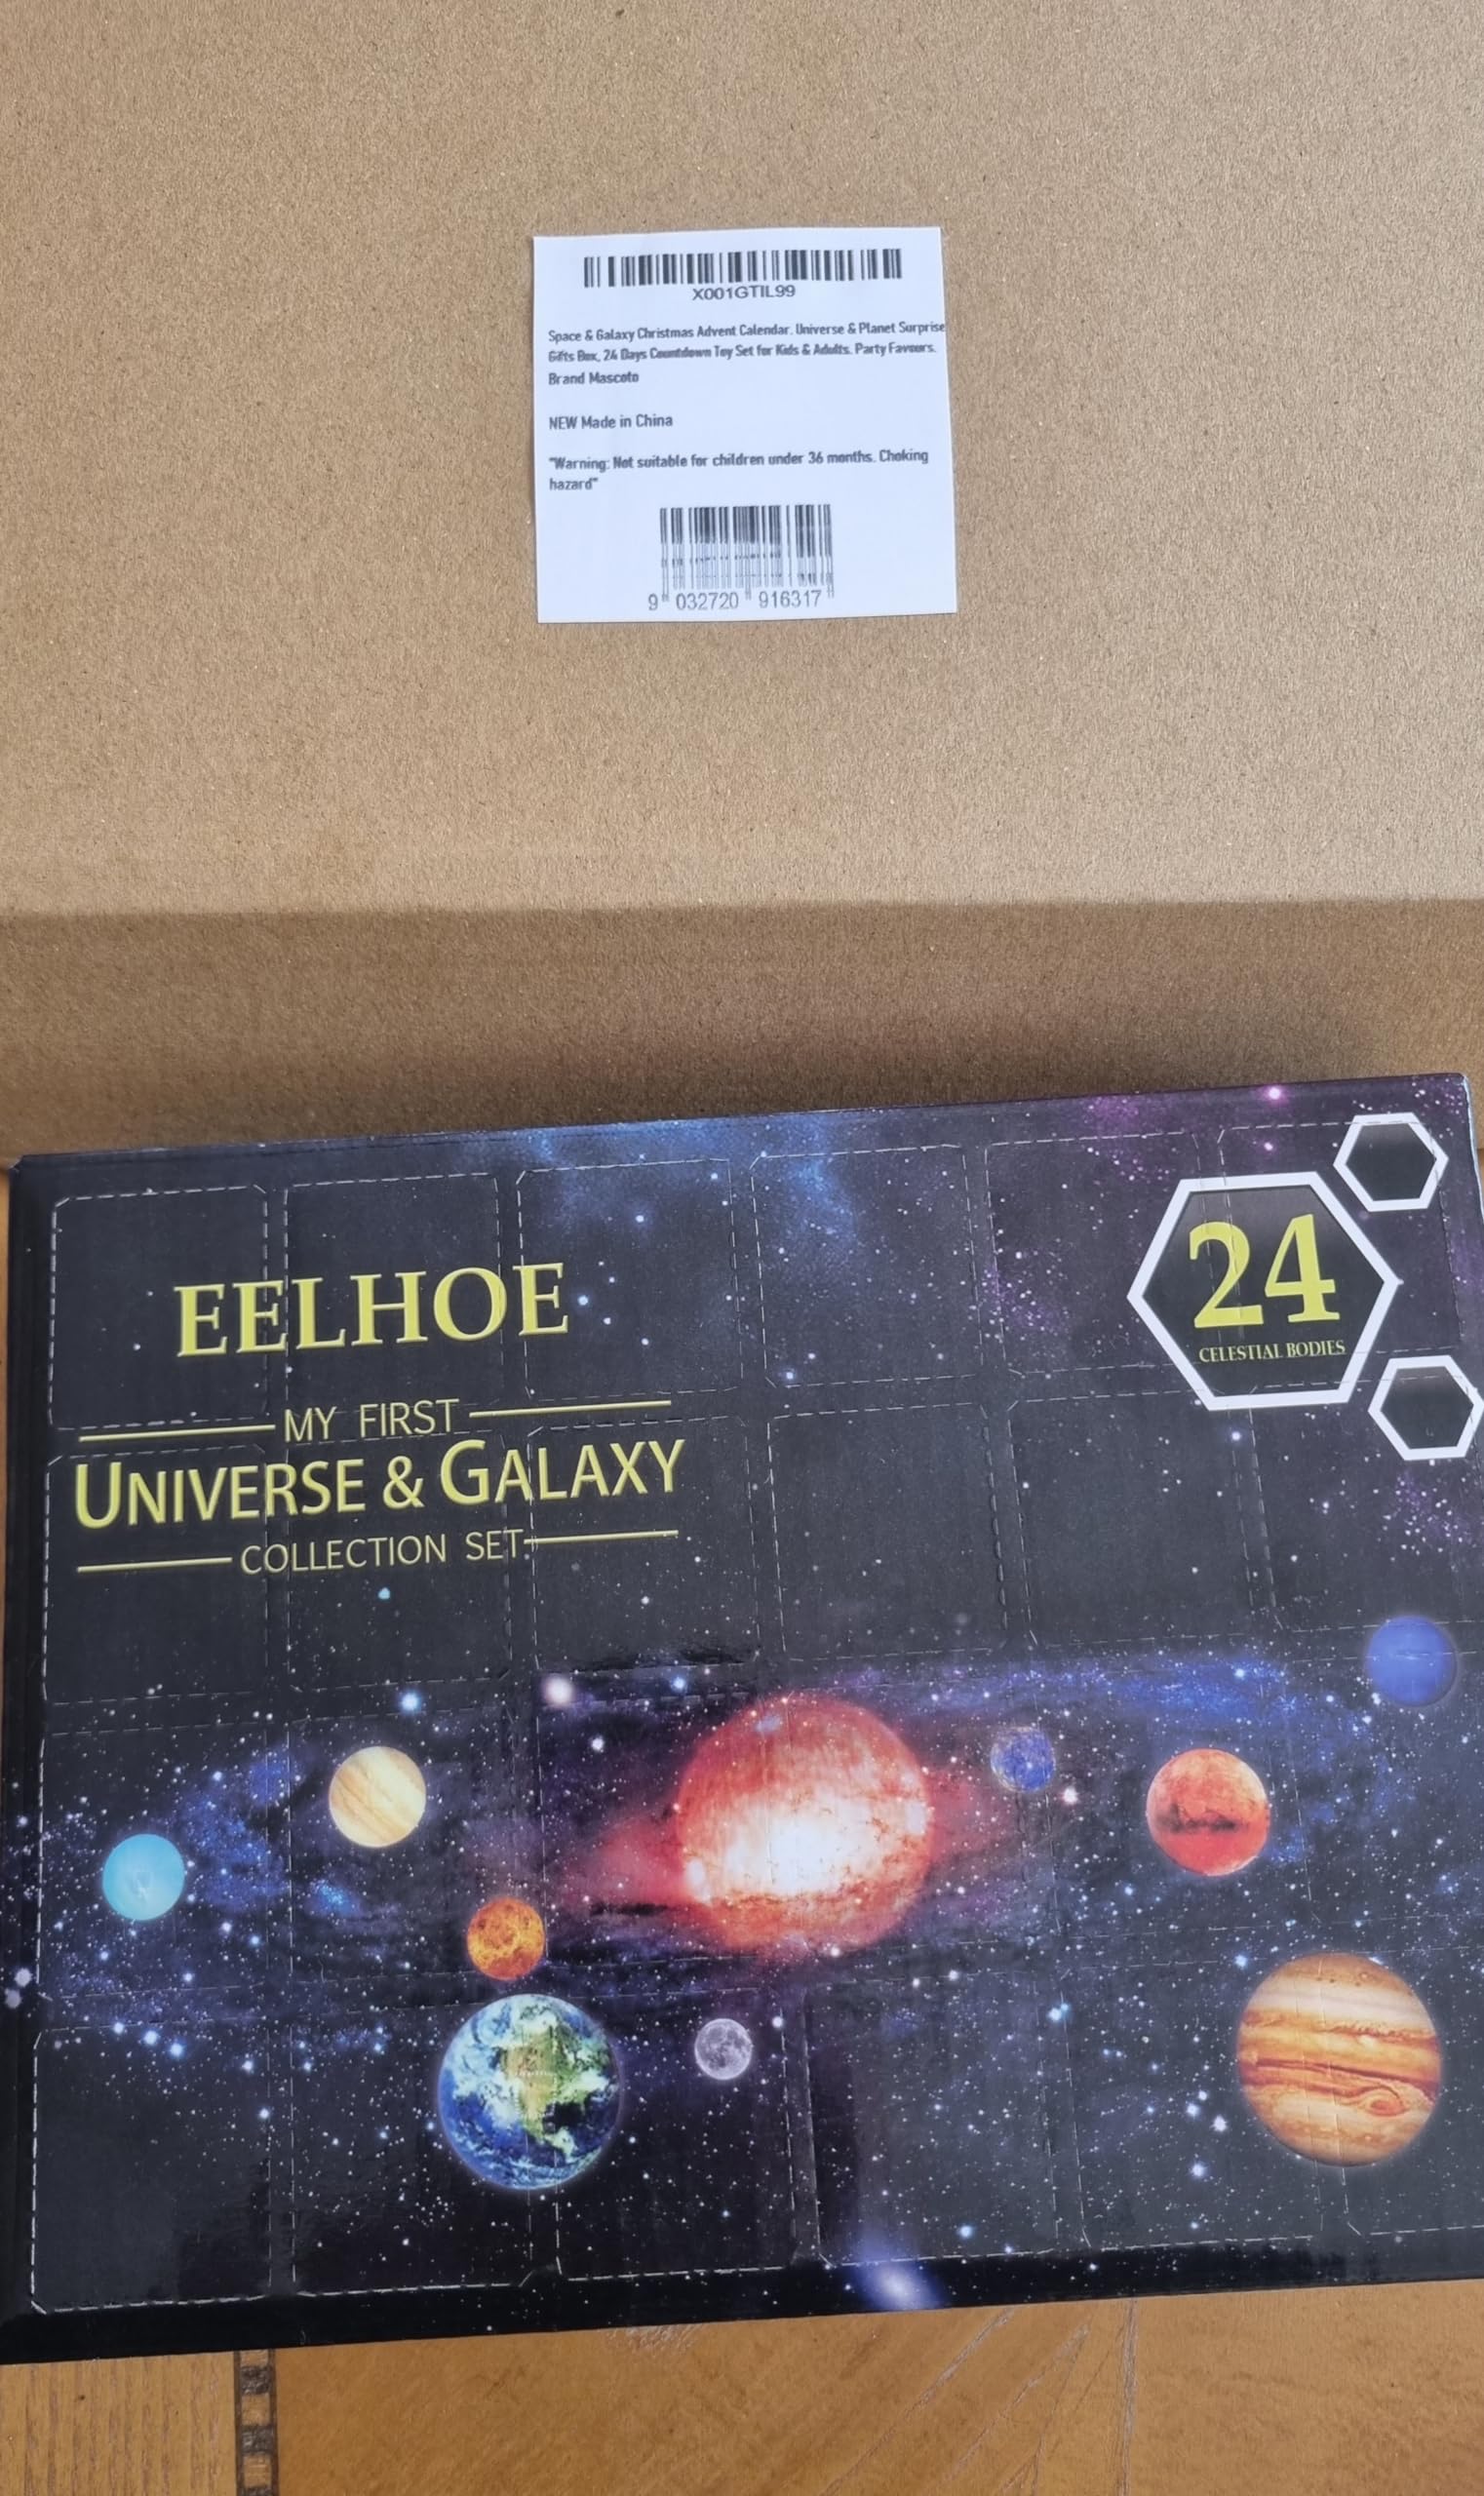 X001GTIL99
Space & Galaxy Christmas Advent Calendar, Universe & Planet Surprise
Gifts Box, 24 Days Countdown Toy Set for Kids & Adults. Party Favours.
Brand Mascoto
NEW Made in China
"Warning: Not suitable for children under 36 months. Choking
hazard"
9 032720 916317
24
CELESTIAL BODIES
EELHOE
MY FIRST
UNIVERSE & GALAXY
COLLECTION SET